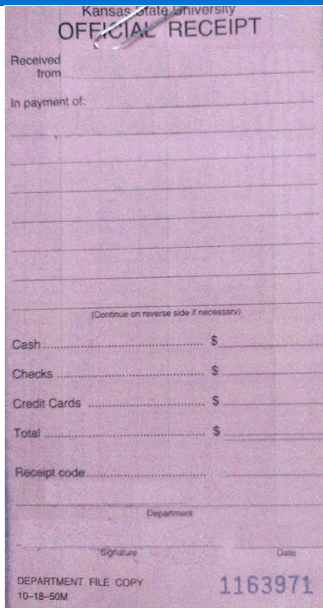 Kansas State University
OFFICIAL RECEIPT
Received
from
In payment of:
(Continue on reverse side if necessary)
Cash ........................................ $
Checks ..................................... $
Credit Cards ............................. $
Total ........................................ $
Receipt code..............................
Department
Signature Date
DEPARTMENT FILE COPY
10–18–50M 1163971